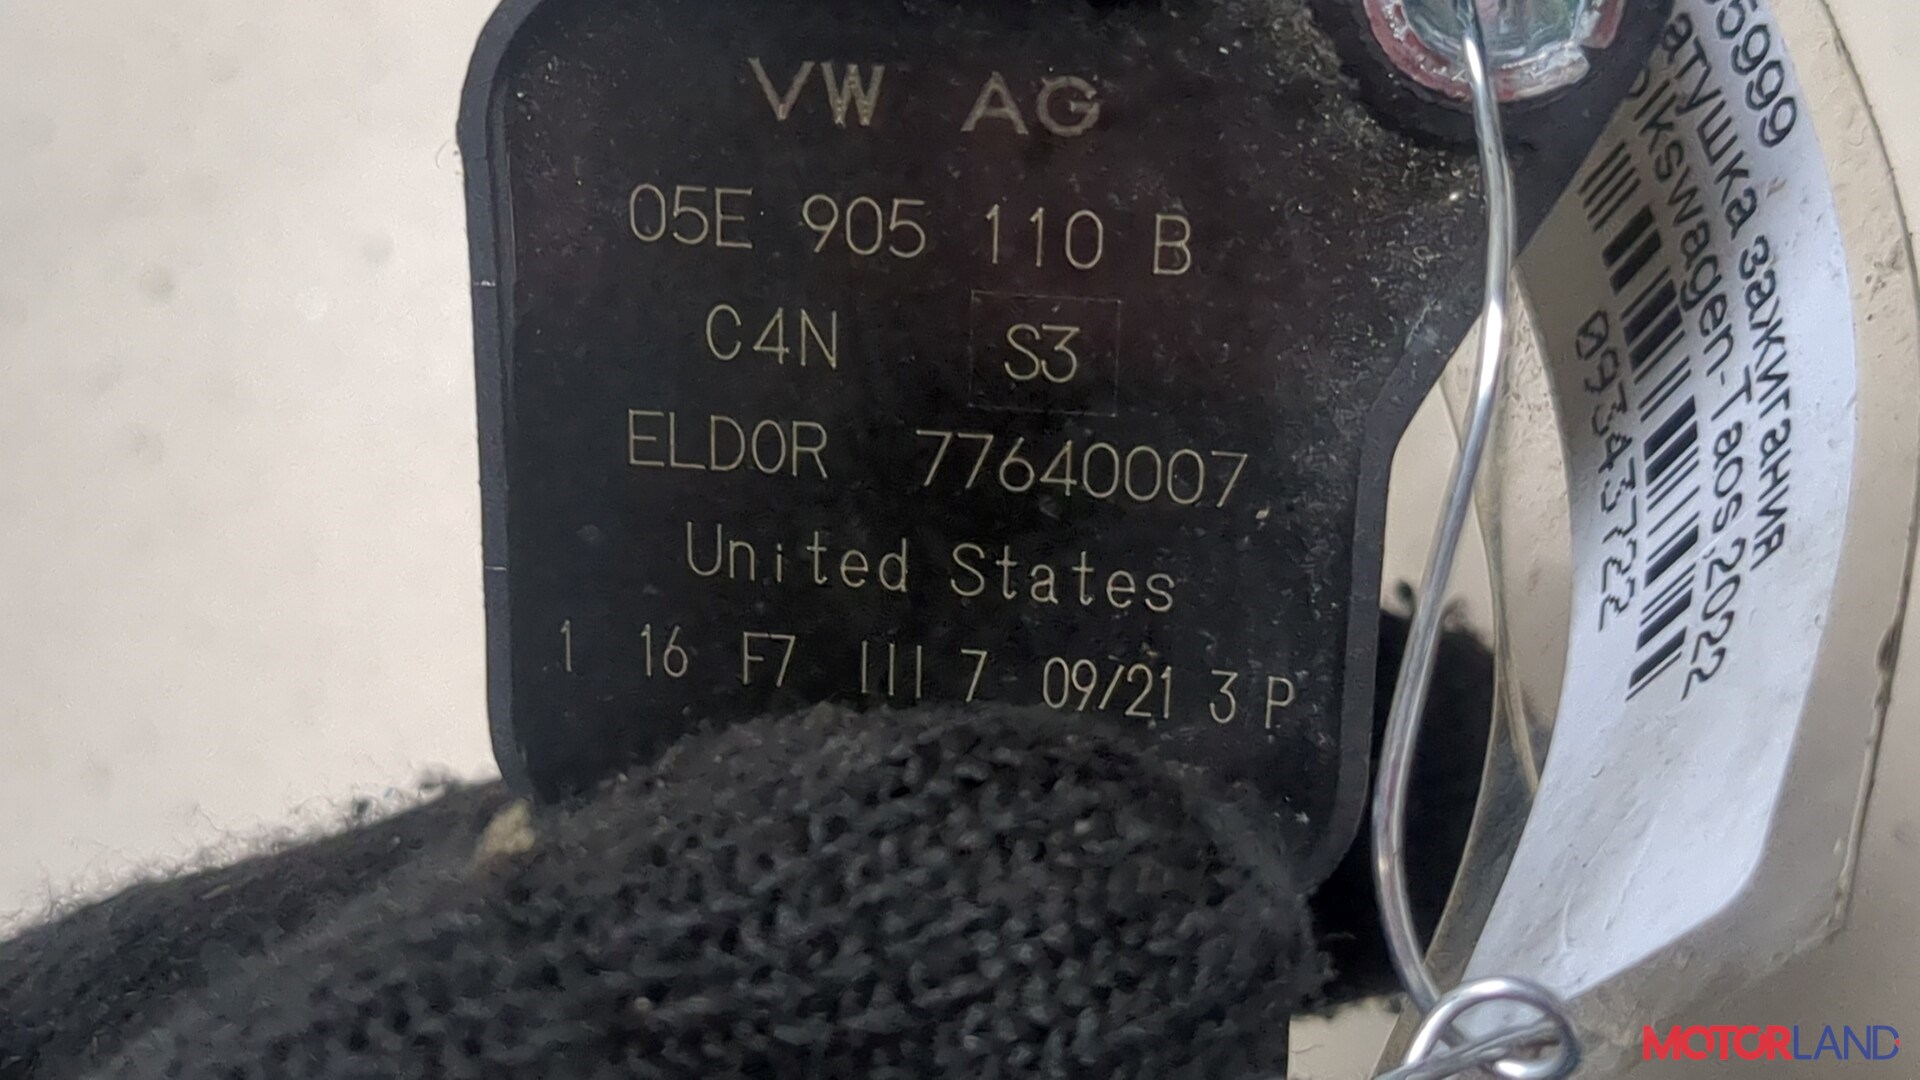 VW AG
05E 905 110 B
C4N S3
ELDOR 77640007
United States
1 16 F7 III 7 09/21 3 P
5999
атушка зажигания
lkswagen-Taos,2022
09343722
MOTORLAND